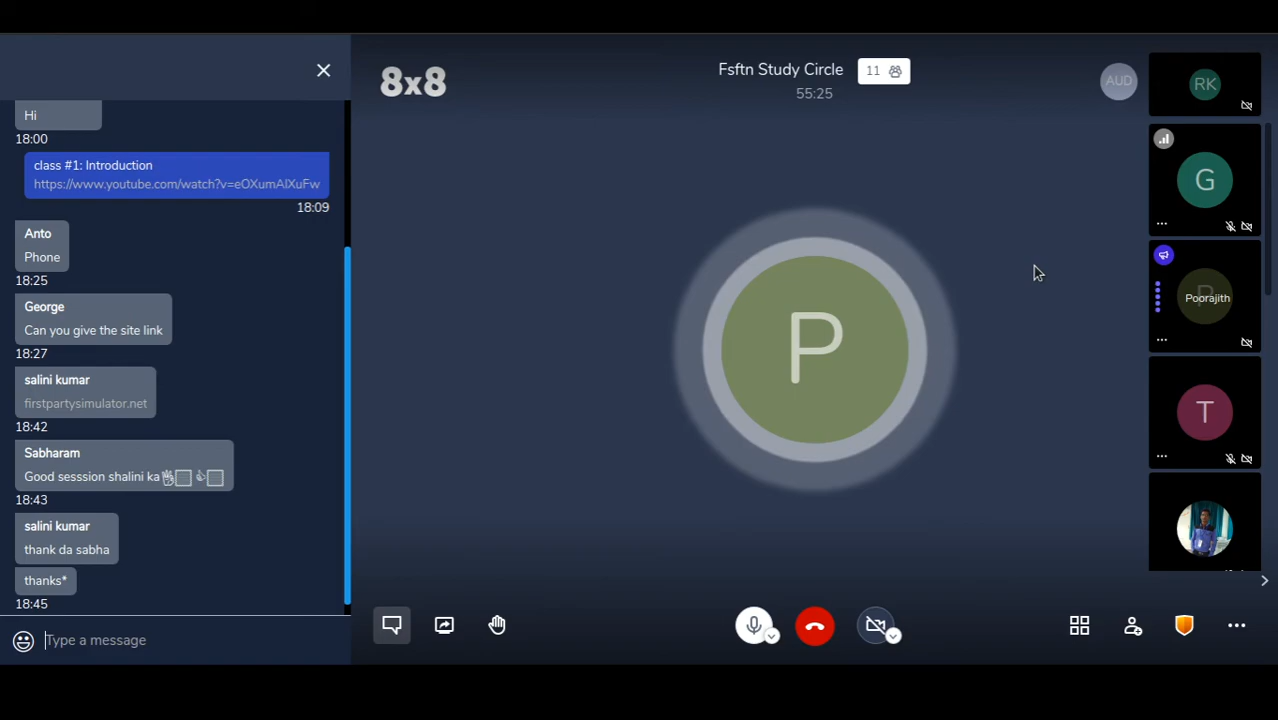 Hi
18:00
class #1: Introduction
https://www.youtube.com/watch?v=eOXumAlXuFw
18:09
Anto
Phone
18:25
George
Can you give the site link
18:27
salini kumar
firstpartysimulator.net
18:42
Sabharam
Good sesssion shalini ka
18:43
salini kumar
thank da sabha
thanks*
18:45
Type a message
8x8
Fsftn Study Circle 11
55:25
P
AUD
RK
G
P
Poorajith
T